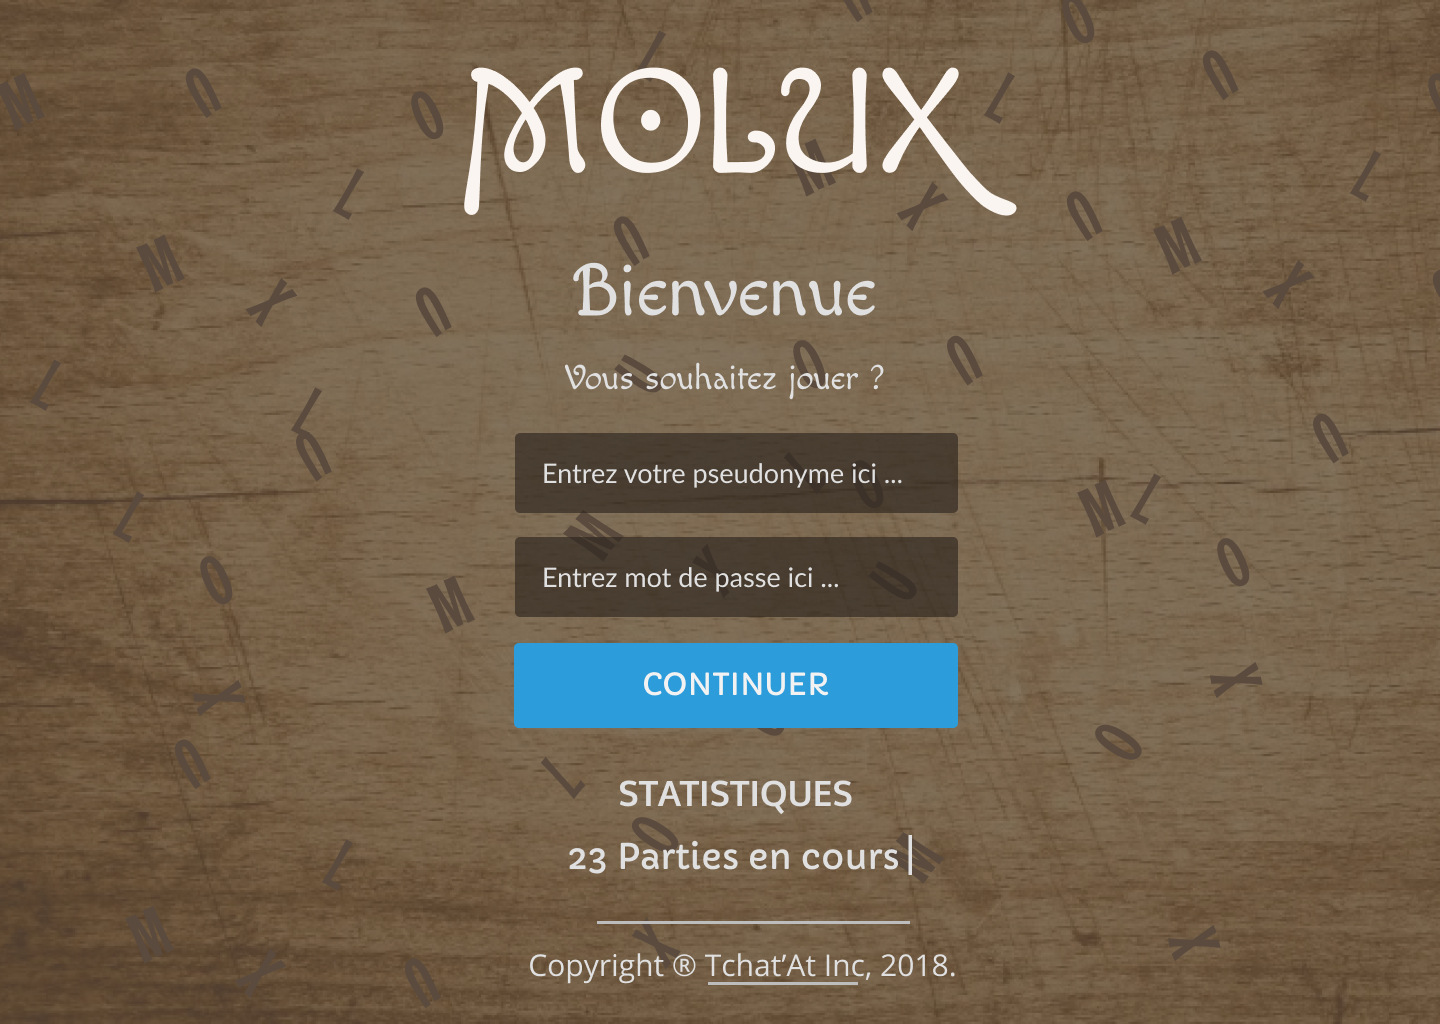 MOLUX
Bienvenue
Vous souhaitez jouer ?
Entrez votre pseudonyme ici ...
Entrez mot de passe ici ...
CONTINUER
STATISTIQUES
23 Parties en cours
Copyright ® Tchat’At Inc, 2018.